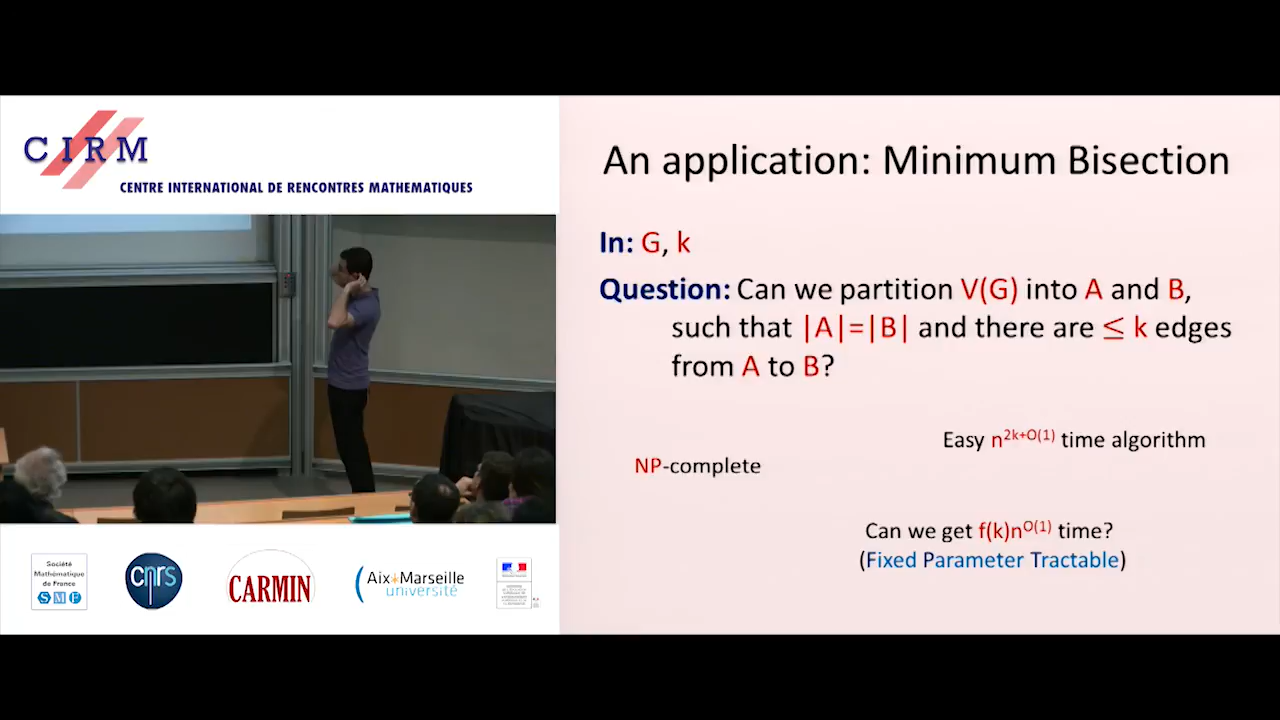 CIRM
CENTRE INTERNATIONAL DE RENCONTRES MATHEMATIQUES
An application: Minimum Bisection
In: G, k
Question: Can we partition V(G) into A and B,
such that |A|=|B| and there are ≤ k edges
from A to B?
Easy n^{2k+O(1)} time algorithm
NP-complete
Can we get f(k)n^{O(1)} time?
(Fixed Parameter Tractable)
Société
Mathématique
de France
SMF
cnrs
CARMIN
Aix*Marseille
université